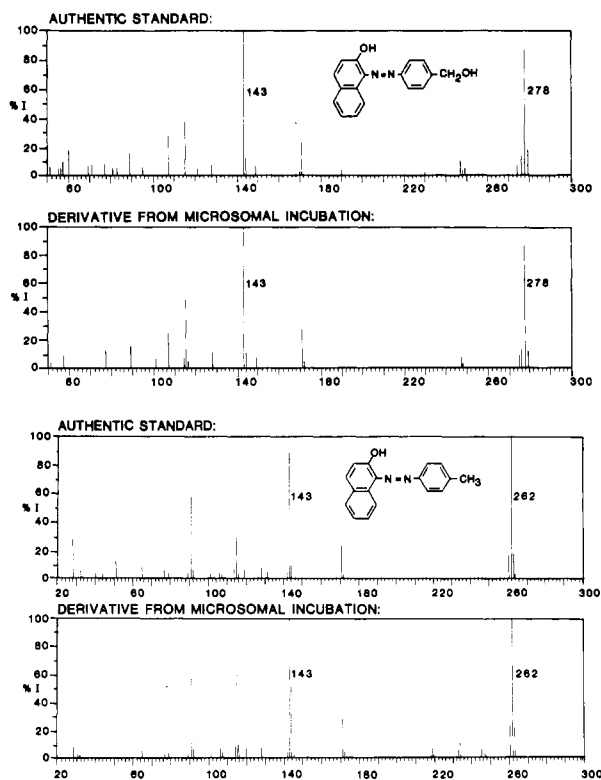 AUTHENTIC STANDARD:
100
80
60
% I
40
20
0
OH
N=N
CH2OH
143
278
60 100 140 180 220 260 300
DERIVATIVE FROM MICROSOMAL INCUBATION:
100
80
60
% I
40
20
0
143
278
60 100 140 180 220 260 300
AUTHENTIC STANDARD:
100
80
60
% I
40
20
0
OH
N=N
CH3
143
262
20 60 100 140 180 220 260 300
DERIVATIVE FROM MICROSOMAL INCUBATION:
100
80
60
% I
40
20
0
143
262
20 60 100 140 180 220 260 300